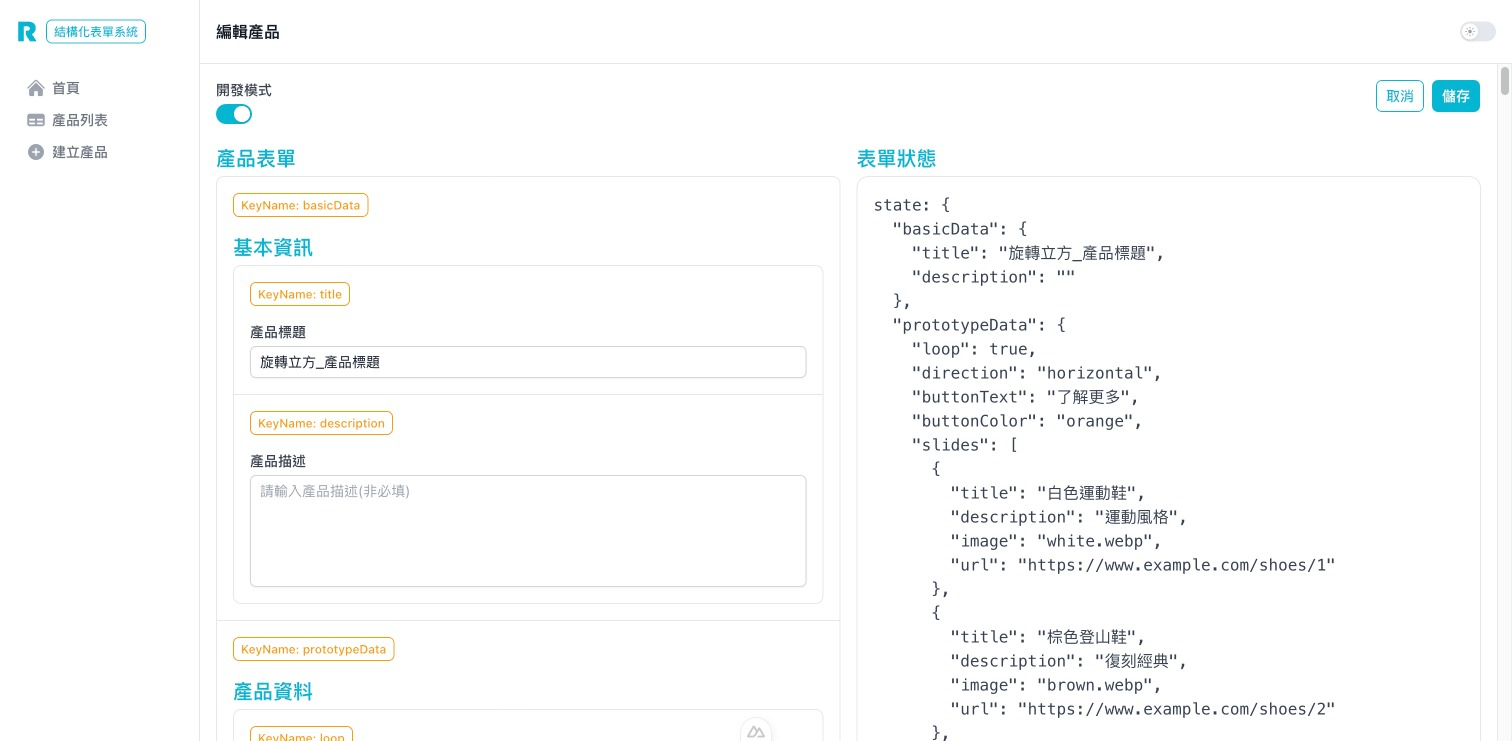 R 結構化表單系統
編輯產品
首頁
產品列表
建立產品
開發模式
取消
儲存
產品表單
KeyName: basicData
基本資訊
KeyName: title
產品標題
旋轉立方_產品標題
KeyName: description
產品描述
請輸入產品描述(非必填)
KeyName: prototypeData
產品資料
KeyName: loop
表單狀態
state: {
  "basicData": {
    "title": "旋轉立方_產品標題",
    "description": ""
  },
  "prototypeData": {
    "loop": true,
    "direction": "horizontal",
    "buttonText": "了解更多",
    "buttonColor": "orange",
    "slides": [
      {
        "title": "白色運動鞋",
        "description": "運動風格",
        "image": "white.webp",
        "url": "https://www.example.com/shoes/1"
      },
      {
        "title": "棕色登山鞋",
        "description": "復刻經典",
        "image": "brown.webp",
        "url": "https://www.example.com/shoes/2"
      },